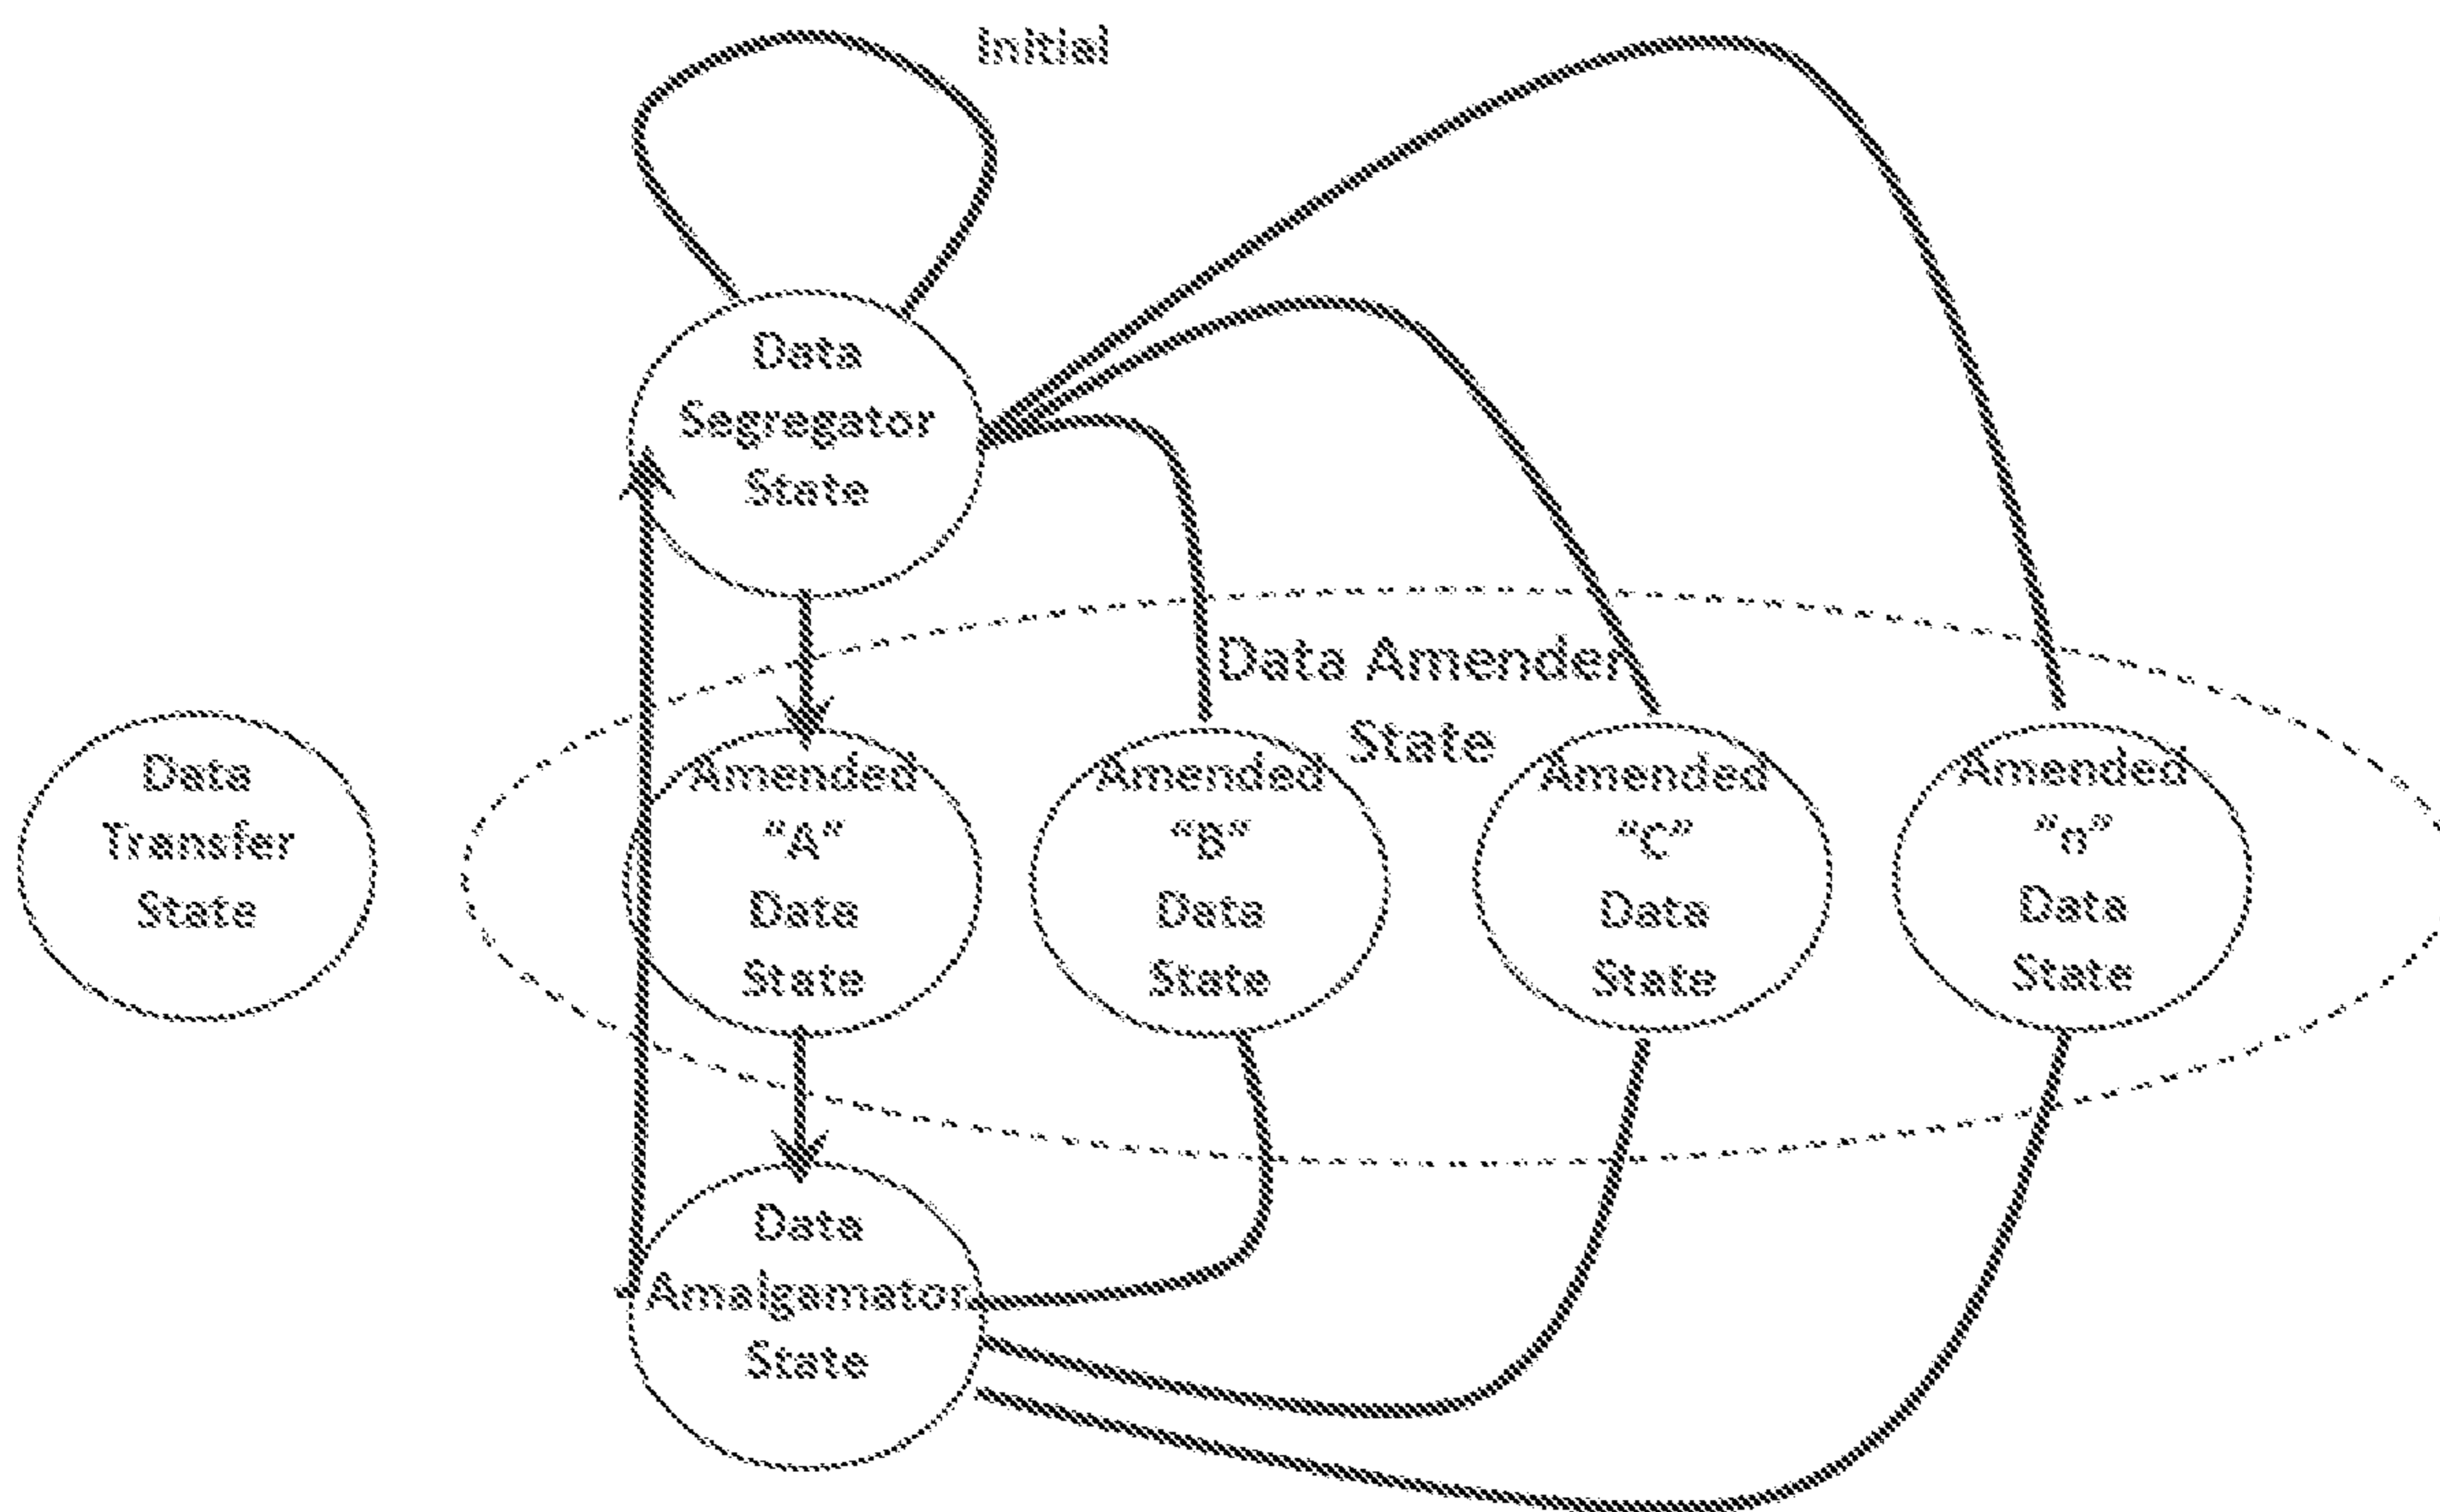 Initial
Data
Segregator
State
Data Amender
State
Data
Transfer
State
Amended
“A”
Data
State
Amended
“B”
Data
State
Amended
“C”
Data
State
Amended
“n”
Data
State
Data
Amalgamator
State